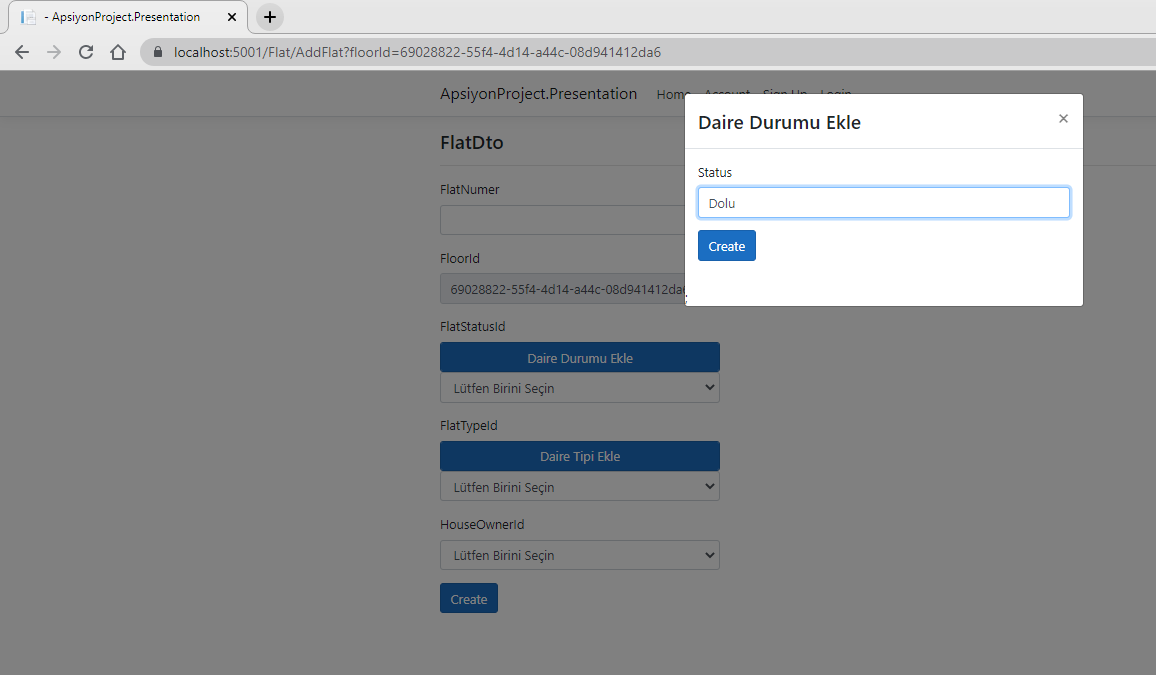 - ApsiyonProject.Presentation
localhost:5001/Flat/AddFlat?floorId=69028822-55f4-4d14-a44c-08d941412da6
ApsiyonProject.Presentation Home Account Sign Up Login
Daire Durumu Ekle ×
Status
Dolu
Create
;
FlatDto
FlatNumer
FloorId
69028822-55f4-4d14-a44c-08d941412da6
FlatStatusId
Daire Durumu Ekle
Lütfen Birini Seçin
FlatTypeId
Daire Tipi Ekle
Lütfen Birini Seçin
HouseOwnerId
Lütfen Birini Seçin
Create